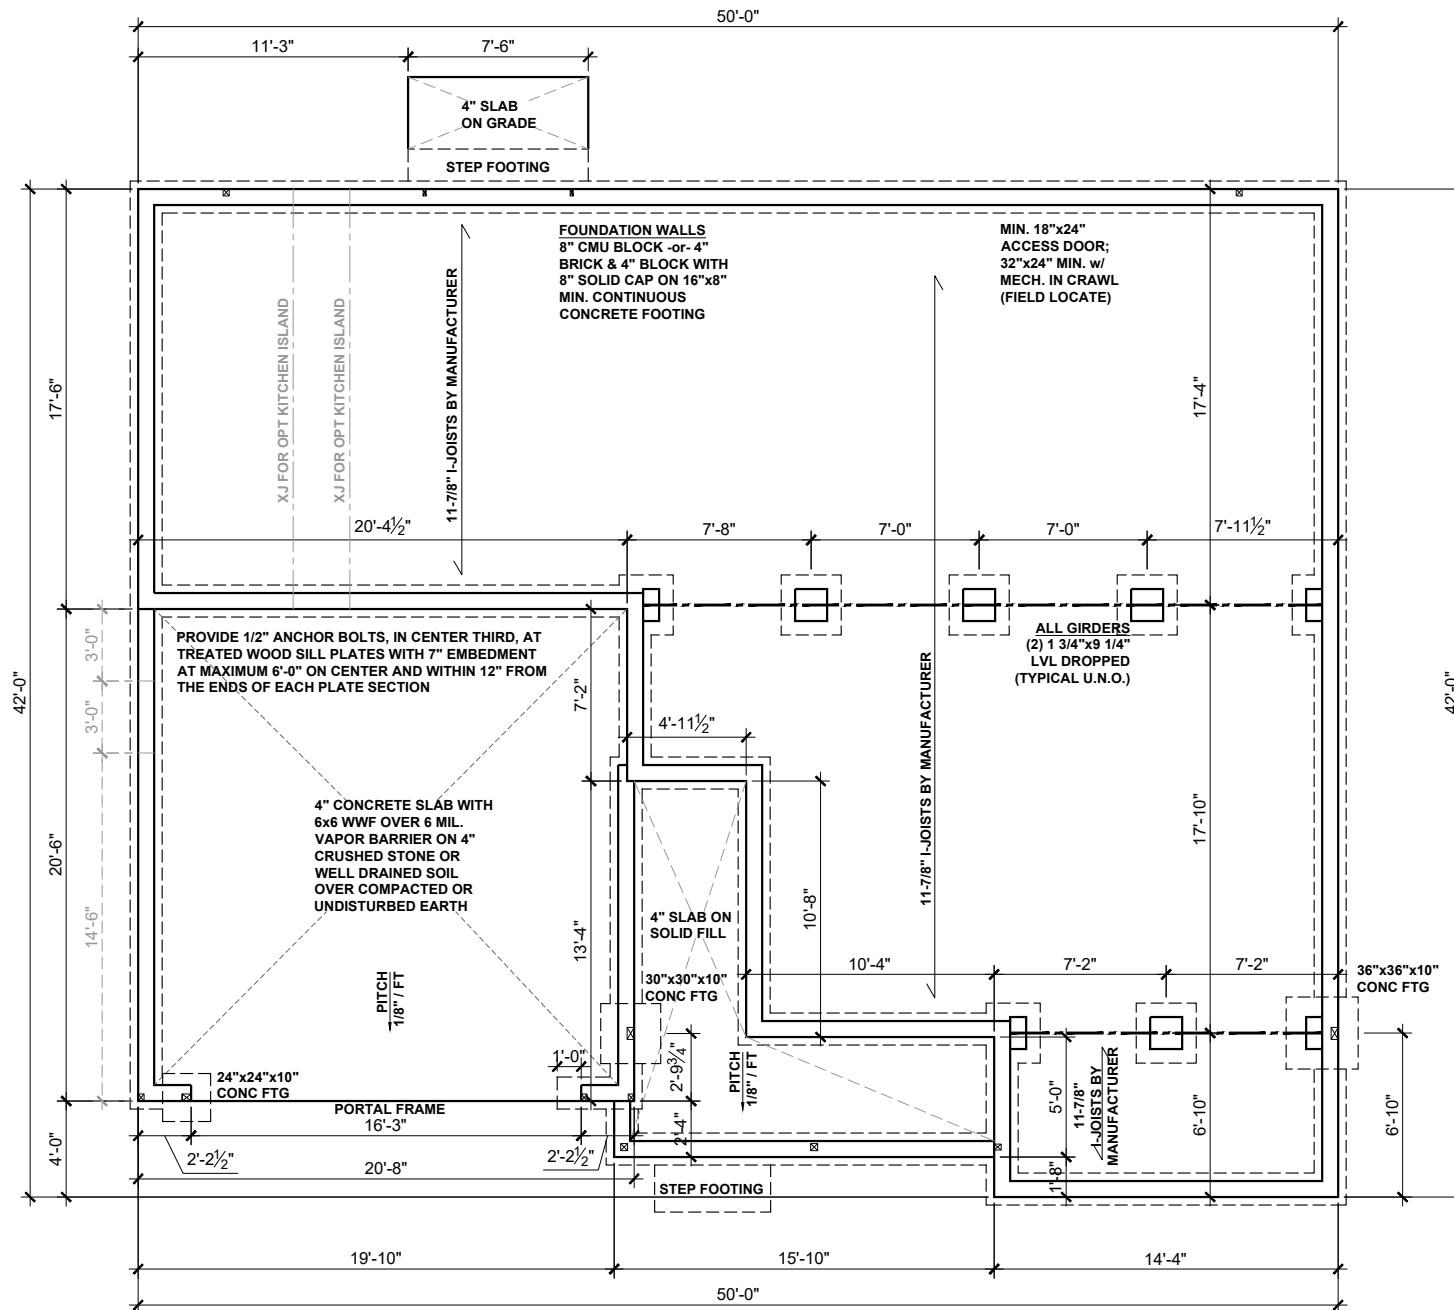 50'-0"
11'-3"
7'-6"
4" SLAB
ON GRADE
STEP FOOTING
FOUNDATION WALLS
8" CMU BLOCK -or- 4"
BRICK & 4" BLOCK WITH
8" SOLID CAP ON 16"x8"
MIN. CONTINUOUS
CONCRETE FOOTING
MIN. 18"x24"
ACCESS DOOR;
32"x24" MIN. w/
MECH. IN CRAWL
(FIELD LOCATE)
XJ FOR OPT KITCHEN ISLAND
XJ FOR OPT KITCHEN ISLAND
11-7/8" I-JOISTS BY MANUFACTURER
17'-6"
17'-4"
20'-4½"
7'-8"
7'-0"
7'-0"
7'-11½"
42'-0"
42'-0"
3'-0"
3'-0"
14'-6"
20'-6"
4'-0"
PROVIDE 1/2" ANCHOR BOLTS, IN CENTER THIRD, AT
TREATED WOOD SILL PLATES WITH 7" EMBEDMENT
AT MAXIMUM 6'-0" ON CENTER AND WITHIN 12" FROM
THE ENDS OF EACH PLATE SECTION
7'-2"
4'-11½"
ALL GIRDERS
(2) 1 3/4"x9 1/4"
LVL DROPPED
(TYPICAL U.N.O.)
11-7/8" I-JOISTS BY MANUFACTURER
17'-10"
4" CONCRETE SLAB WITH
6x6 WWF OVER 6 MIL.
VAPOR BARRIER ON 4"
CRUSHED STONE OR
WELL DRAINED SOIL
OVER COMPACTED OR
UNDISTURBED EARTH
13'-4"
10'-8"
4" SLAB ON
SOLID FILL
30"x30"x10"
CONC FTG
10'-4"
7'-2"
7'-2"
36"x36"x10"
CONC FTG
PITCH
1/8" / FT
1'-0"
2'-9¾"
PITCH
1/8" / FT
24"x24"x10"
CONC FTG
PORTAL FRAME
16'-3"
2'-4"
5'-0"
11-7/8"
I-JOISTS BY
MANUFACTURER
6'-10"
6'-10"
2'-2½"
2'-2½"
20'-8"
1'-8"
STEP FOOTING
19'-10"
15'-10"
14'-4"
50'-0"